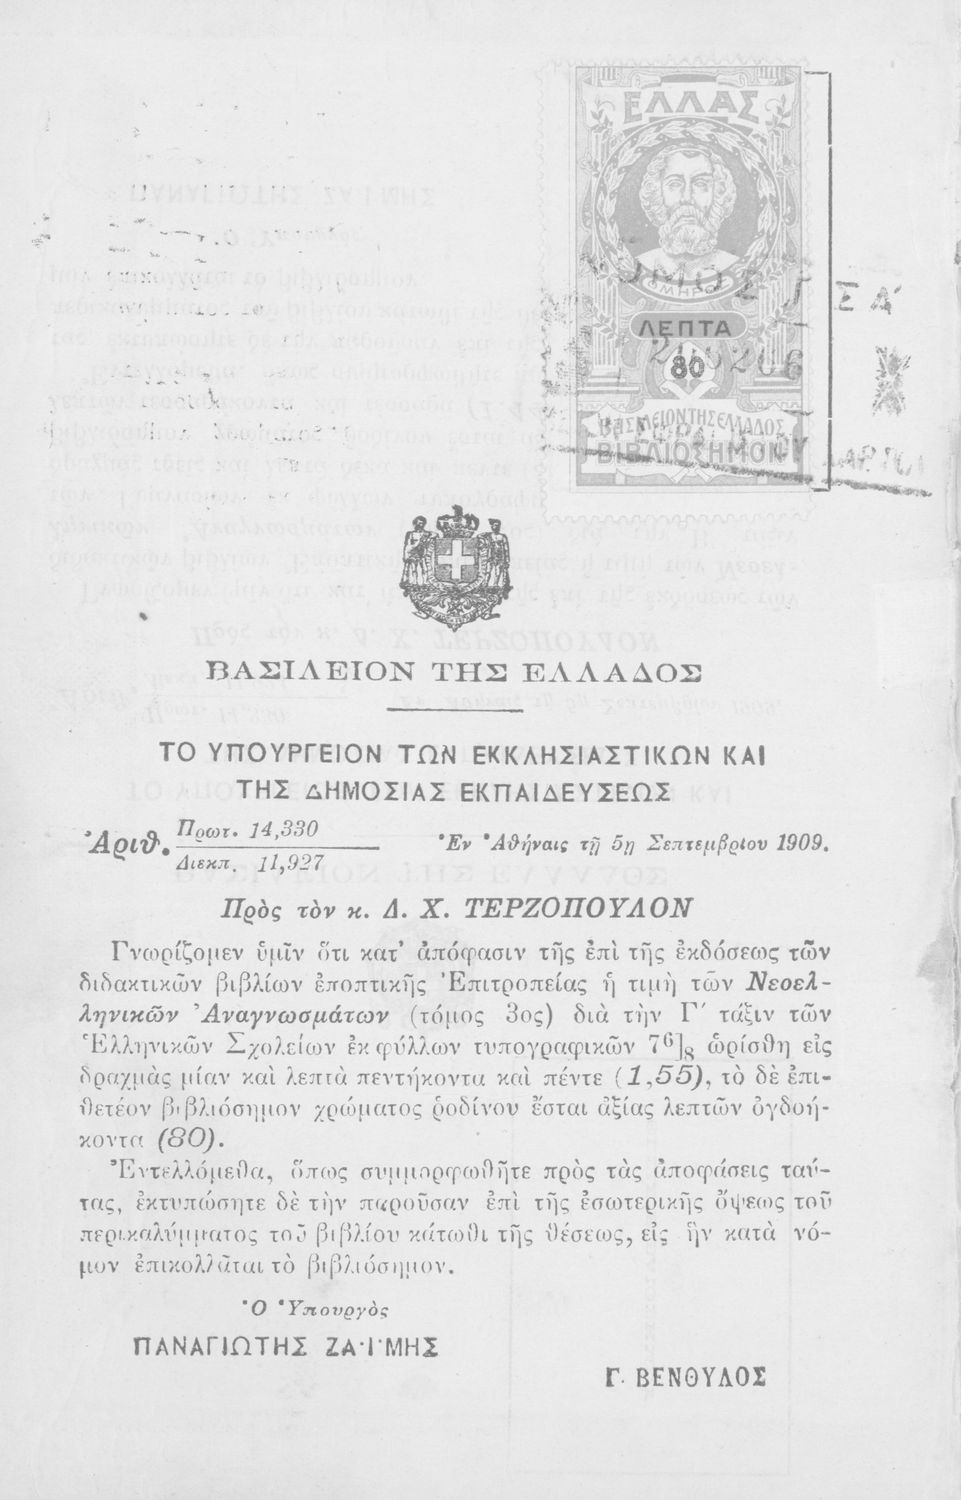 ΕΛΛΑΣ
ΟΜΗΡΟΣ
ΛΕΠΤΑ
80
ΒΑΣΙΛΕΙΟΝ ΤΗΣ ΕΛΛΑΔΟΣ
ΒΙΒΛΙΟΣΗΜΟΝ
ΒΑΣΙΛΕΙΟΝ ΤΗΣ ΕΛΛΑΔΟΣ
ΤΟ ΥΠΟΥΡΓΕΙΟΝ ΤΩΝ ΕΚΚΛΗΣΙΑΣΤΙΚΩΝ ΚΑΙ
ΤΗΣ ΔΗΜΟΣΙΑΣ ΕΚΠΑΙΔΕΥΣΕΩΣ
Ἀριθ. Πρωτ. 14,330
Διεκπ. 11,927
Ἐν Ἀθήναις τῇ 5ῃ Σεπτεμβρίου 1909.
Πρὸς τὸν κ. Δ. Χ. ΤΕΡΖΟΠΟΥΛΟΝ
Γνωρίζομεν ὑμῖν ὅτι κατ’ ἀπόφασιν τῆς ἐπὶ τῆς ἐκδόσεως τῶν
διδακτικῶν βιβλίων ἐποπτικῆς Ἐπιτροπείας ἡ τιμὴ τῶν Νεοελ-
ληνικῶν Ἀναγνωσμάτων (τόμος 3ος) διὰ τὴν Γ΄ τάξιν τῶν
Ἑλληνικῶν Σχολείων ἐκ φύλλων τυπογραφικῶν 7⁶]₈ ὡρίσθη εἰς
δραχμὰς μίαν καὶ λεπτὰ πεντήκοντα καὶ πέντε (1,55), τὸ δὲ ἐπι-
θετέον βιβλιόσημον χρώματος ῥοδίνου ἔσται ἀξίας λεπτῶν ὀγδοή-
κοντα (80).
Ἐντελλόμεθα, ὅπως συμμορφωθῆτε πρὸς τὰς ἀποφάσεις ταύ-
τας, ἐκτυπώσητε δὲ τὴν παροῦσαν ἐπὶ τῆς ἐσωτερικῆς ὄψεως τοῦ
περικαλύμματος τοῦ βιβλίου κάτωθι τῆς θέσεως, εἰς ἣν κατὰ νό-
μον ἐπικολλᾶται τὸ βιβλιόσημον.
Ὁ Ὑπουργὸς
ΠΑΝΑΓΙΩΤΗΣ ΖΑ·Ι·ΜΗΣ
Γ. ΒΕΝΘΥΛΟΣ